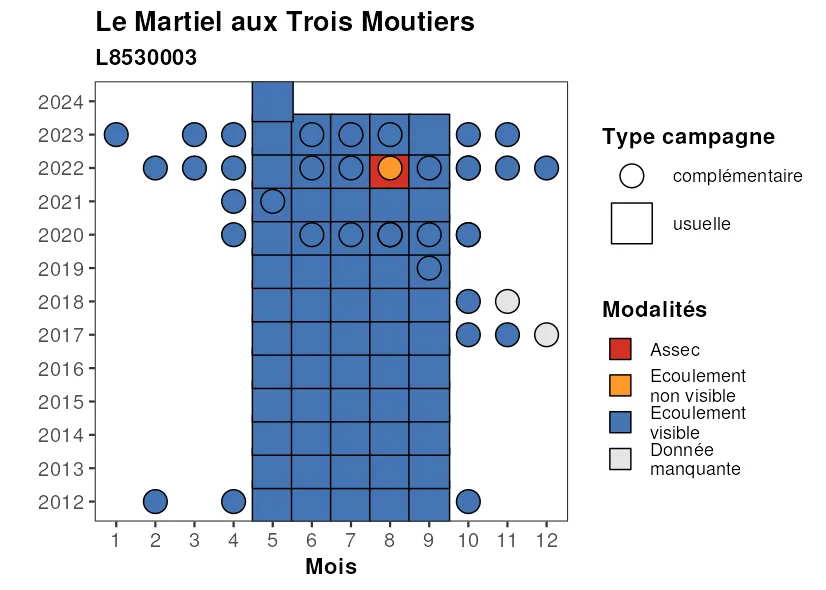 Le Martiel aux Trois Moutiers
L8530003
2024
2023
2022
2021
2020
2019
2018
2017
2016
2015
2014
2013
2012
1 2 3 4 5 6 7 8 9 10 11 12
Mois
Type campagne
complémentaire
usuelle
Modalités
Assec
Ecoulement
non visible
Ecoulement
visible
Donnée
manquante